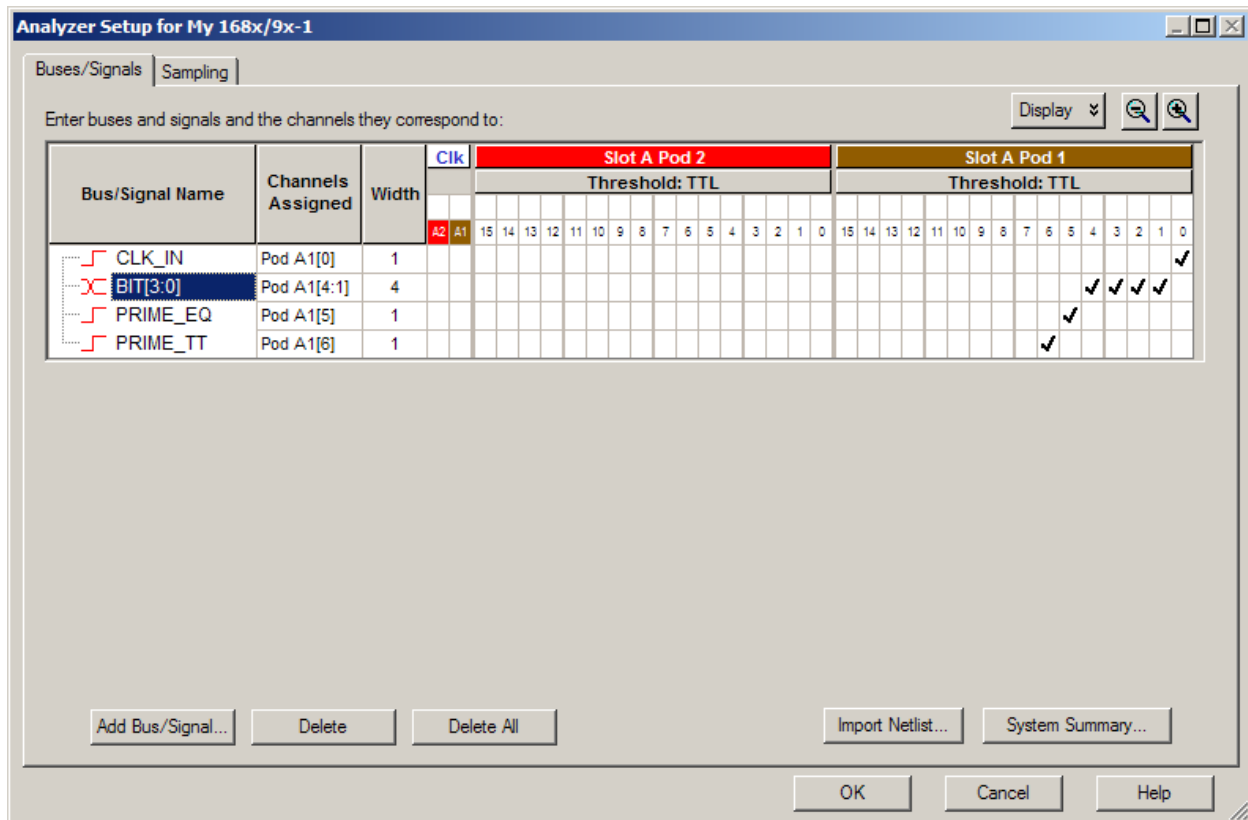 Analyzer Setup for My 168x/9x-1
Buses/Signals Sampling
Enter buses and signals and the channels they correspond to:
Display
Bus/Signal Name Channels Assigned Width Clk Slot A Pod 2 Slot A Pod 1
Threshold: TTL Threshold: TTL
A2 A1 15 14 13 12 11 10 9 8 7 6 5 4 3 2 1 0 15 14 13 12 11 10 9 8 7 6 5 4 3 2 1 0
CLK_IN Pod A1[0] 1
BIT[3:0] Pod A1[4:1] 4
PRIME_EQ Pod A1[5] 1
PRIME_TT Pod A1[6] 1
Add Bus/Signal... Delete Delete All Import Netlist... System Summary...
OK Cancel Help